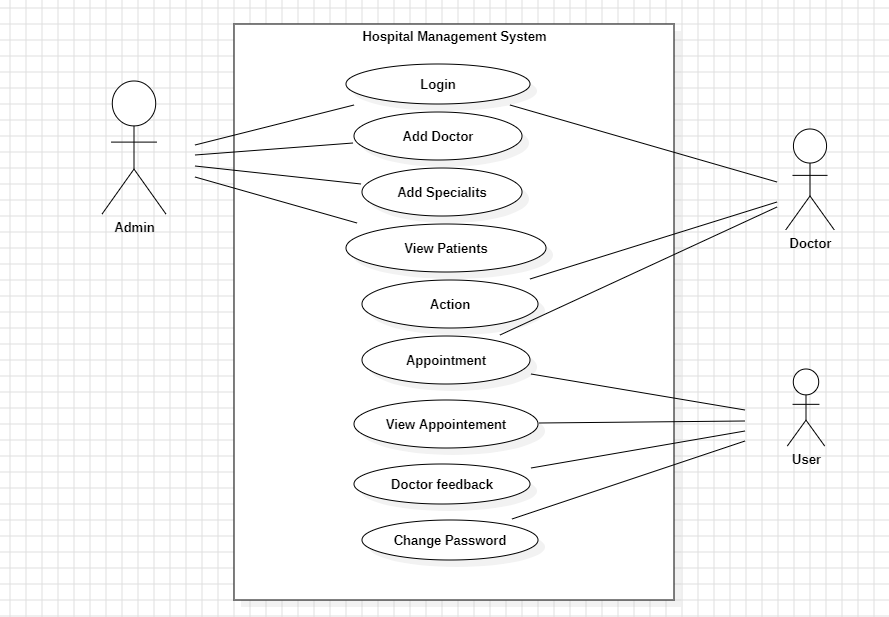 Hospital Management System
Login
Add Doctor
Add Specialits
View Patients
Action
Appointment
View Appointement
Doctor feedback
Change Password
Admin
Doctor
User